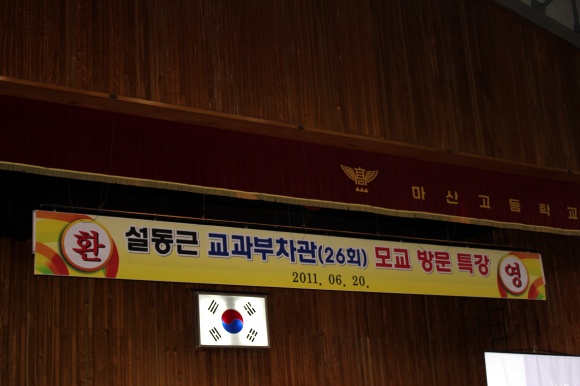 마산고등학교
환 설동근 교과부차관(26회) 모교 방문 특강 영
2011. 06. 20.